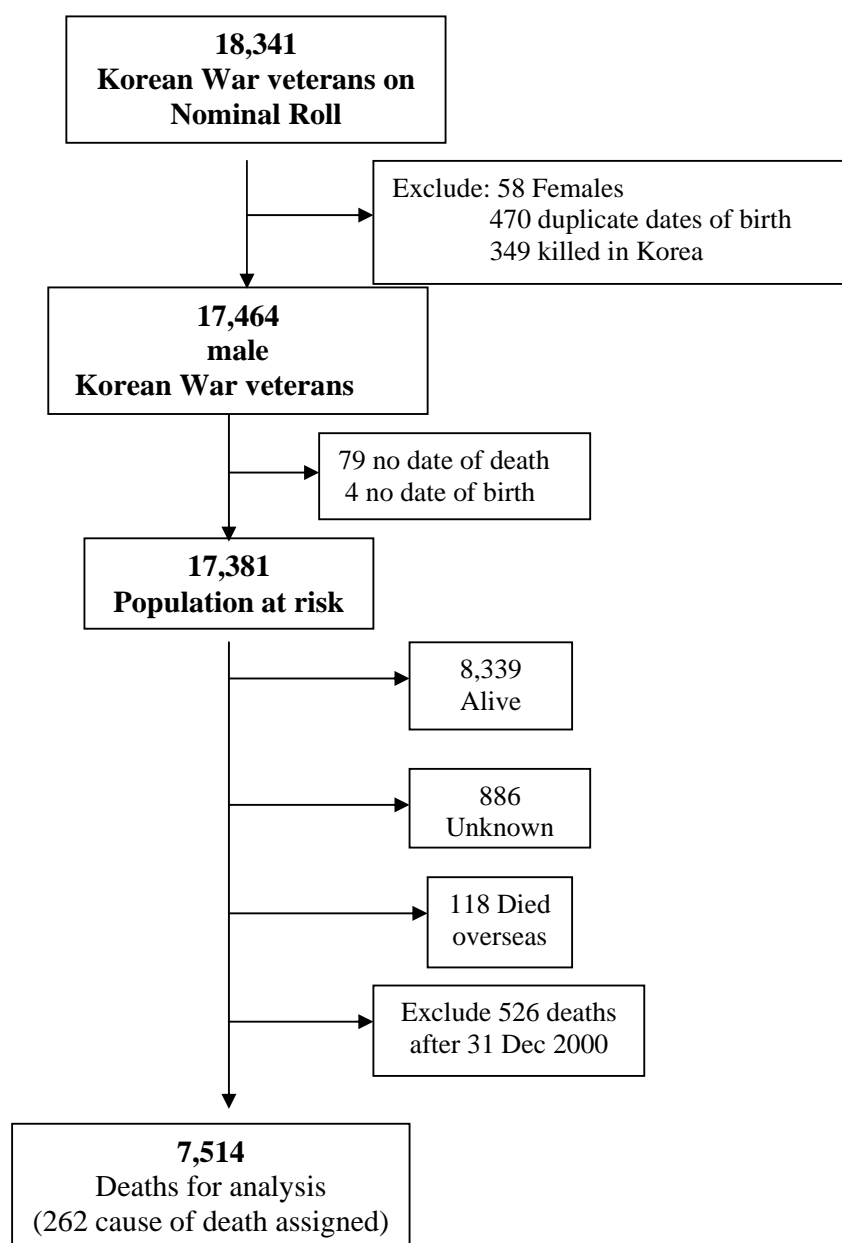 18,341
Korean War veterans on
Nominal Roll
Exclude: 58 Females
470 duplicate dates of birth
349 killed in Korea
17,464
male
Korean War veterans
79 no date of death
4 no date of birth
17,381
Population at risk
8,339
Alive
886
Unknown
118 Died
overseas
Exclude 526 deaths
after 31 Dec 2000
7,514
Deaths for analysis
(262 cause of death assigned)